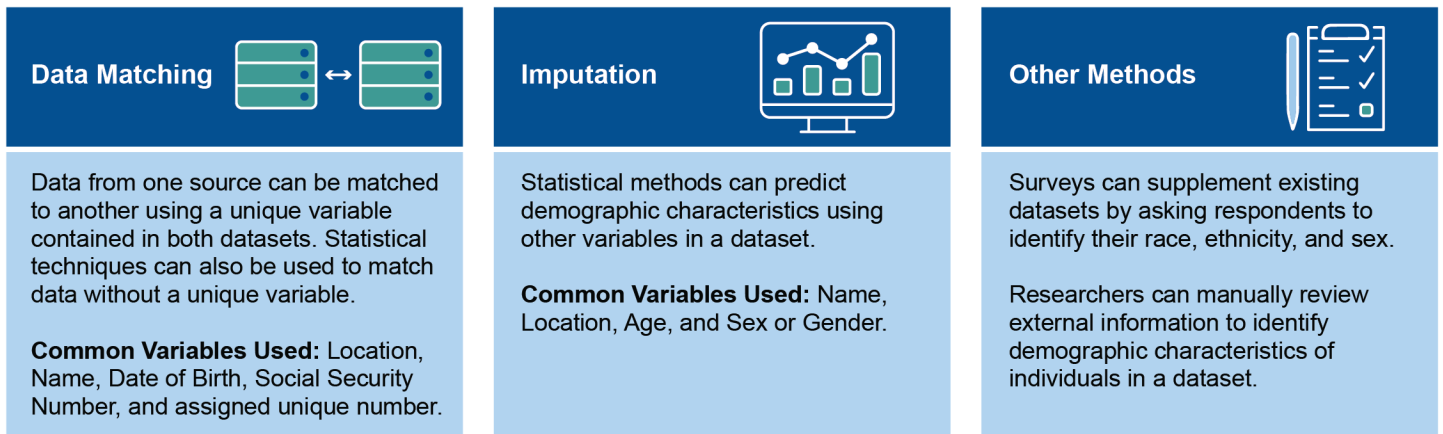 Data Matching
Data from one source can be matched
to another using a unique variable
contained in both datasets. Statistical
techniques can also be used to match
data without a unique variable.
Common Variables Used: Location,
Name, Date of Birth, Social Security
Number, and assigned unique number.
Imputation
Statistical methods can predict
demographic characteristics using
other variables in a dataset.
Common Variables Used: Name,
Location, Age, and Sex or Gender.
Other Methods
Surveys can supplement existing
datasets by asking respondents to
identify their race, ethnicity, and sex.
Researchers can manually review
external information to identify
demographic characteristics of
individuals in a dataset.